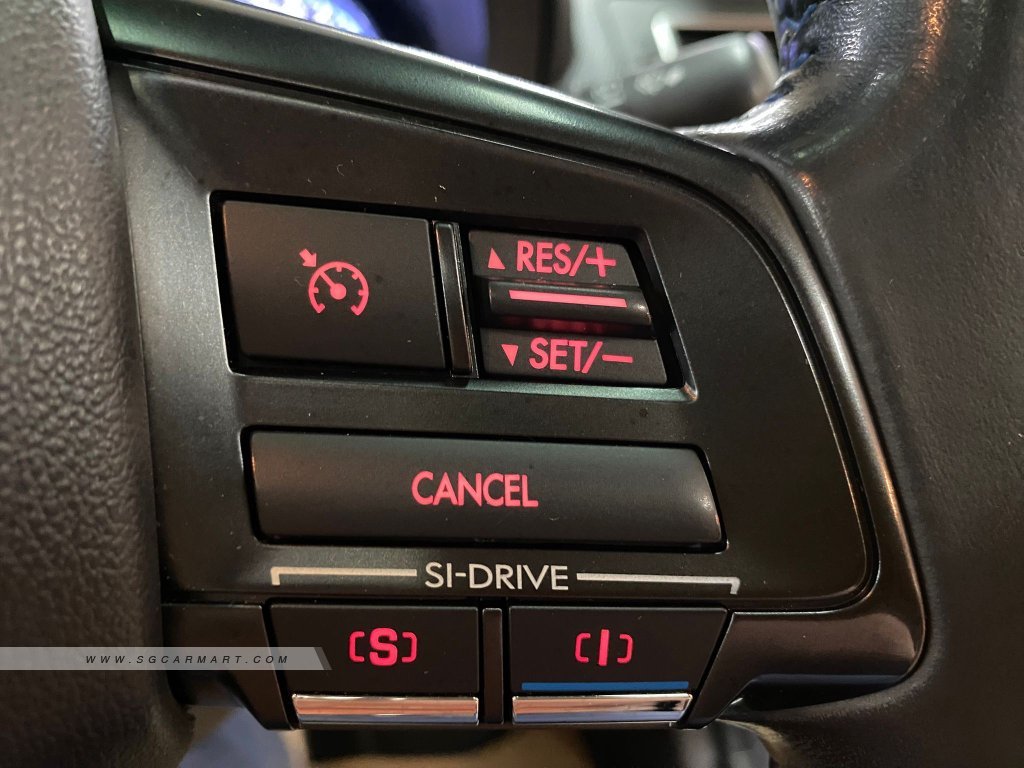 ▲ RES/+
▼ SET/−
CANCEL
SI-DRIVE
[S] [I]
WWW.SGCARMART.COM